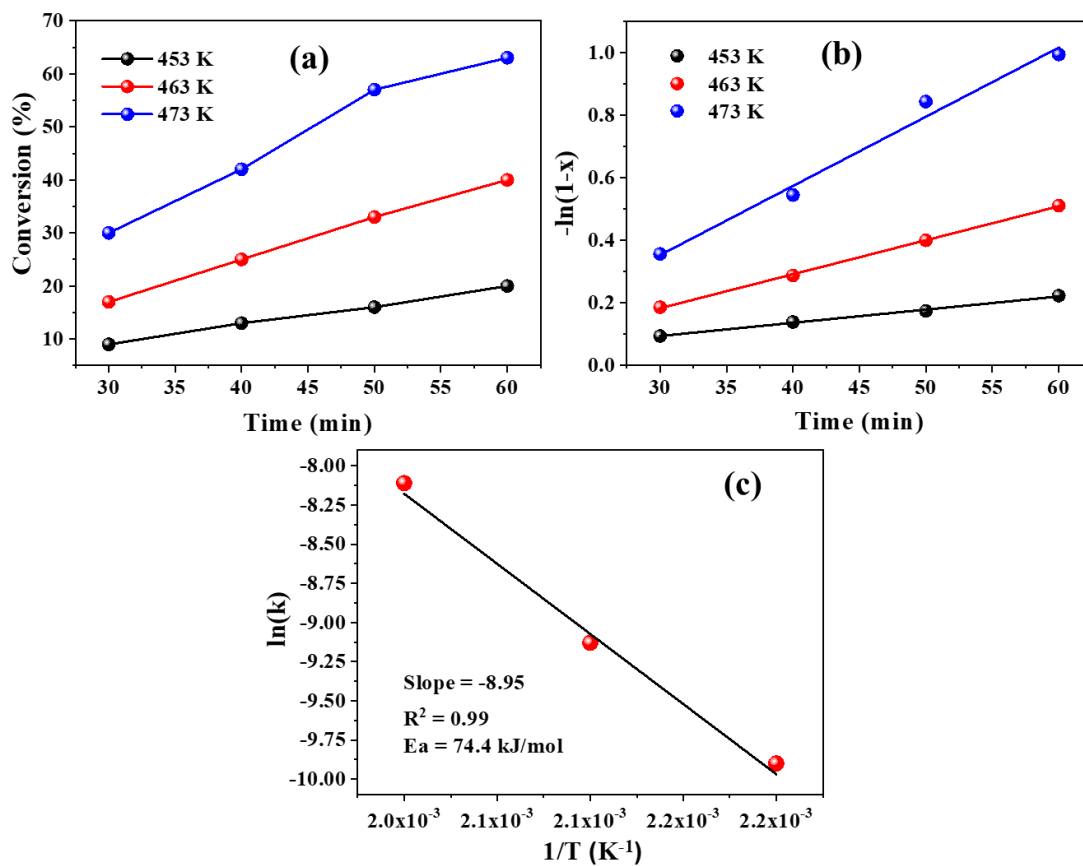 (a)
453 K
463 K
473 K
Conversion (%)
70
60
50
40
30
20
10
30 35 40 45 50 55 60
Time (min)
(b)
453 K
463 K
473 K
-ln(1-x)
1.0
0.8
0.6
0.4
0.2
0.0
30 35 40 45 50 55 60
Time (min)
(c)
ln(k)
-8.00
-8.25
-8.50
-8.75
-9.00
-9.25
-9.50
-9.75
-10.00
Slope = -8.95
R² = 0.99
Ea = 74.4 kJ/mol
2.0x10⁻³ 2.1x10⁻³ 2.1x10⁻³ 2.2x10⁻³ 2.2x10⁻³
1/T (K⁻¹)